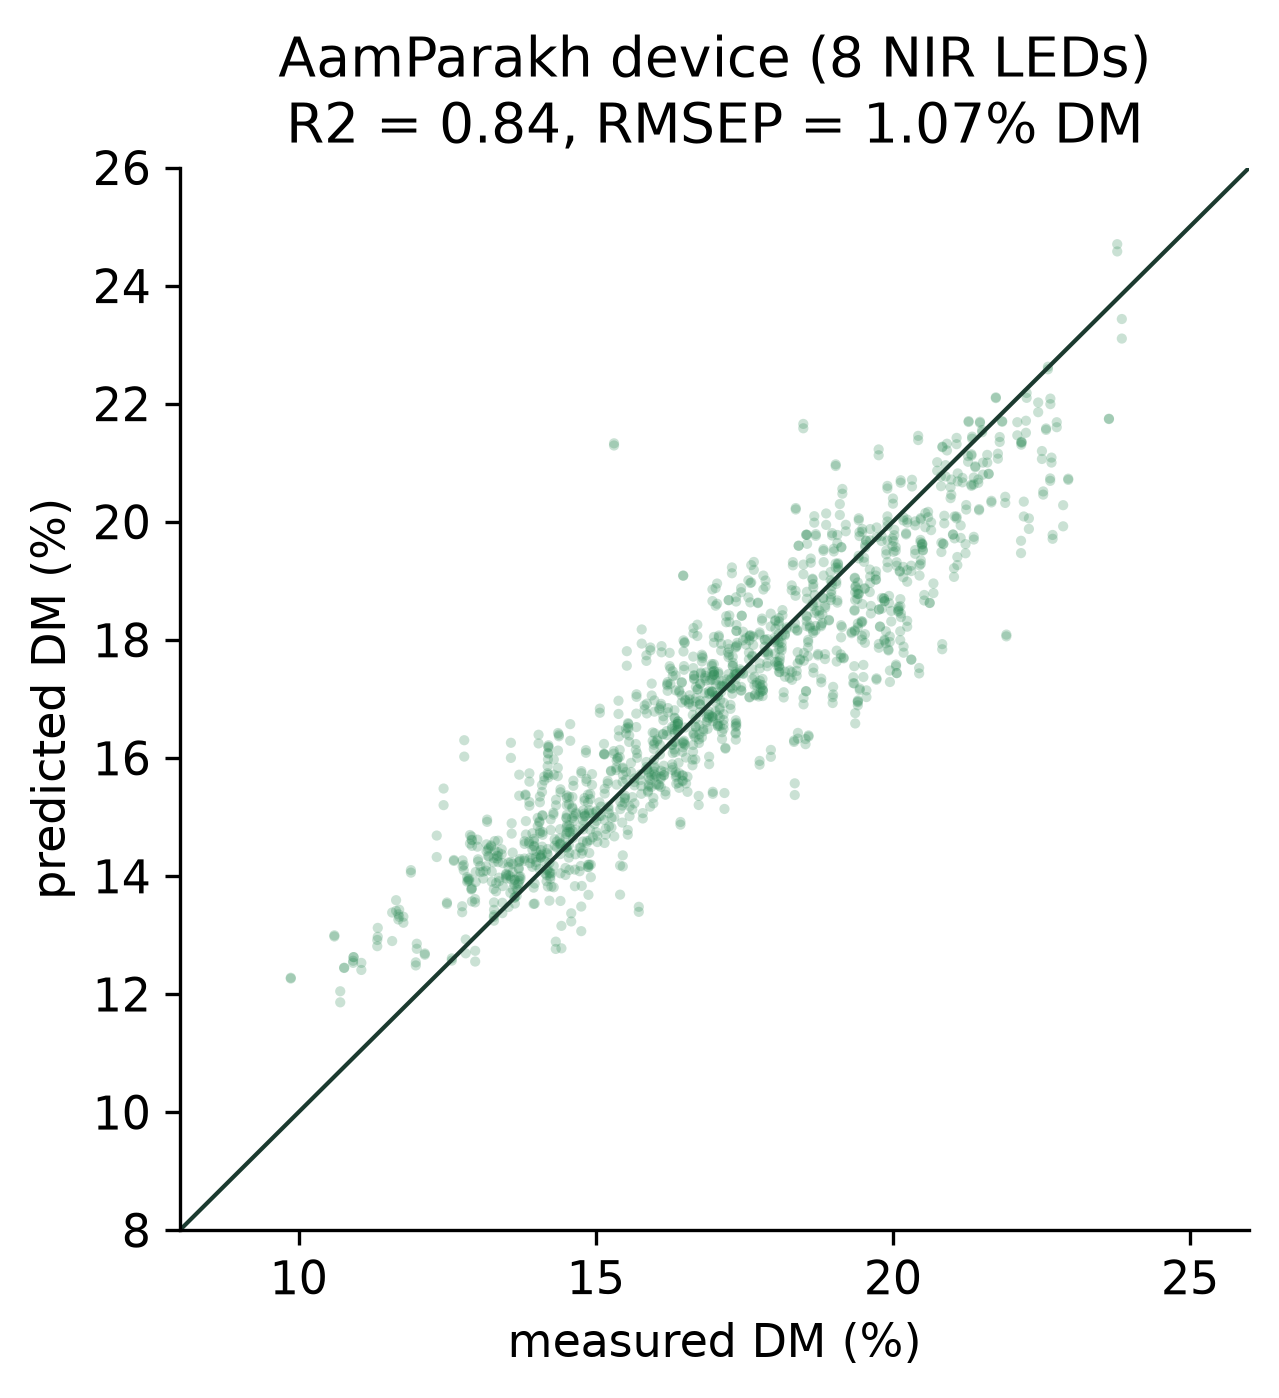 AamParakh device (8 NIR LEDs)
R2 = 0.84, RMSEP = 1.07% DM
26
24
22
20
18
16
14
12
10
8
predicted DM (%)
10 15 20 25
measured DM (%)